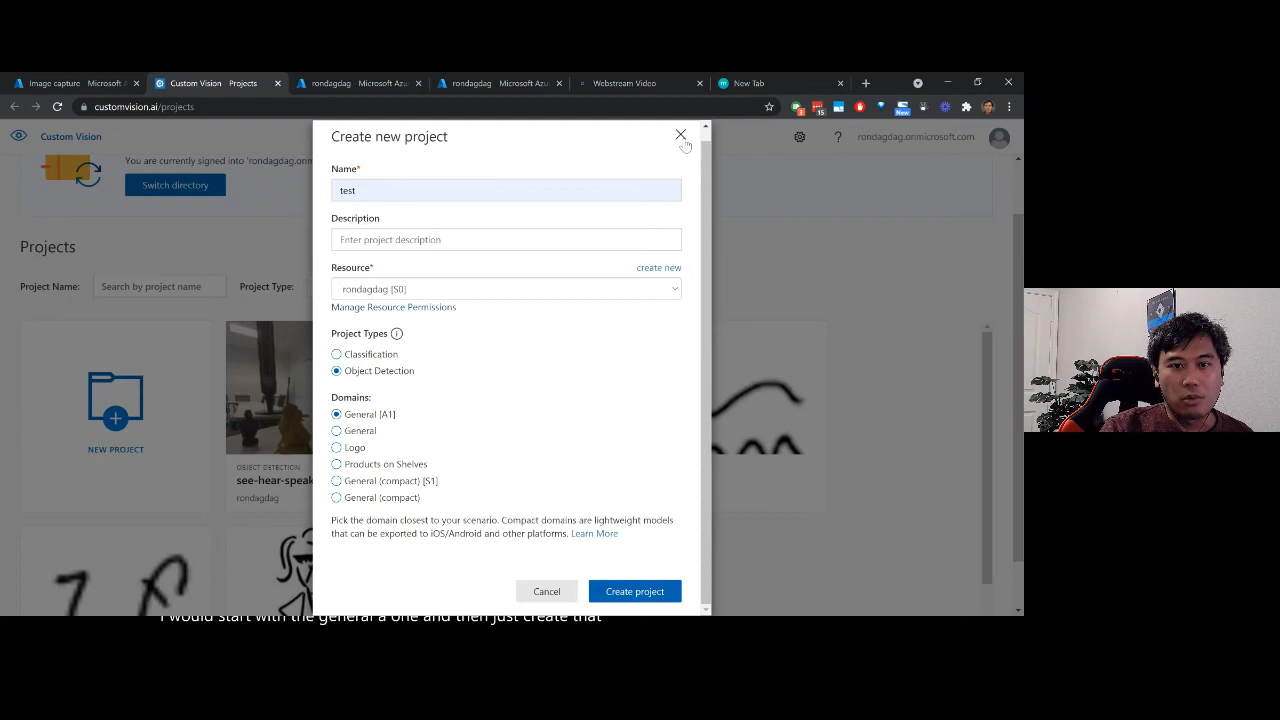 Image capture - Microsoft A
Custom Vision - Projects
rondagdag - Microsoft Azu
rondagdag - Microsoft Azu
Webstream Video
New Tab
customvision.ai/projects
3
15
New
Custom Vision
rondagdag.onmicrosoft.com
You are currently signed into 'rondagdag.on
Switch directory
Projects
Project Name:
Search by project name
Project Type:
NEW PROJECT
OBJECT DETECTION
see-hear-speak
rondagdag
Create new project
Name*
test
Description
Enter project description
Resource*
create new
rondagdag [S0]
Manage Resource Permissions
Project Types
Classification
Object Detection
Domains:
General [A1]
General
Logo
Products on Shelves
General (compact) [S1]
General (compact)
Pick the domain closest to your scenario. Compact domains are lightweight models
that can be exported to iOS/Android and other platforms. Learn More
Cancel
Create project
I would start with the general a one and then just create that